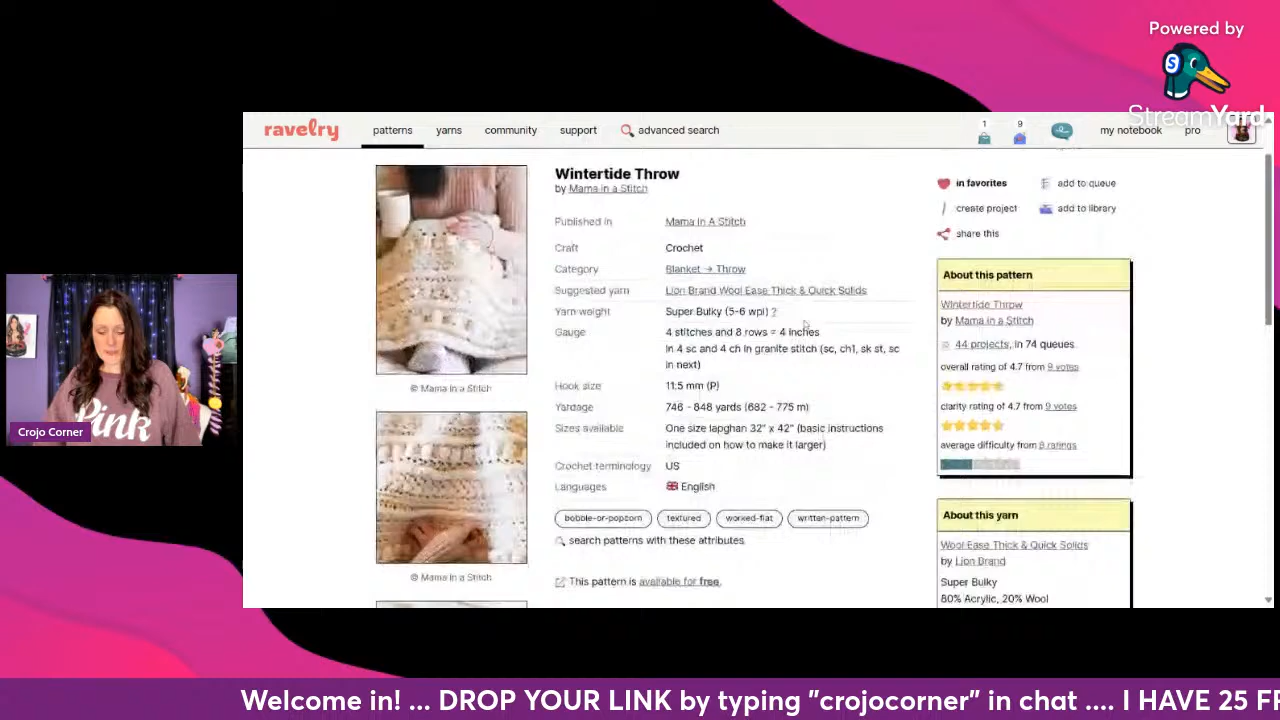 Powered by
StreamYard
ravelry
patterns
yarns
community
support
advanced search
1
9
my notebook
pro
Wintertide Throw
by Mama in a Stitch
Published in
Mama In A Stitch
Craft
Crochet
Category
Blanket → Throw
Suggested yarn
Lion Brand Wool Ease Thick & Quick Solids
Yarn weight
Super Bulky (5-6 wpi) ?
Gauge
4 stitches and 8 rows = 4 inches
in 4 sc and 4 ch in granite stitch (sc, ch1, sk st, sc
in next)
Hook size
11.5 mm (P)
Yardage
746 - 848 yards (682 - 775 m)
Sizes available
One size lapghan 32" x 42" (basic instructions
included on how to make it larger)
Crochet terminology
US
Languages
English
bobble-or-popcorn
textured
worked-flat
written-pattern
search patterns with these attributes
This pattern is available for free.
© Mama in a Stitch
© Mama in a Stitch
in favorites
add to queue
create project
add to library
share this
About this pattern
Wintertide Throw
by Mama in a Stitch
44 projects, in 74 queues
overall rating of 4.7 from 9 votes
clarity rating of 4.7 from 9 votes
average difficulty from 8 ratings
About this yarn
Wool-Ease Thick & Quick Solids
by Lion Brand
Super Bulky
80% Acrylic, 20% Wool
Pink
Crojo Corner
Welcome in! ... DROP YOUR LINK by typing "crojocorner" in chat .... I HAVE 25 F